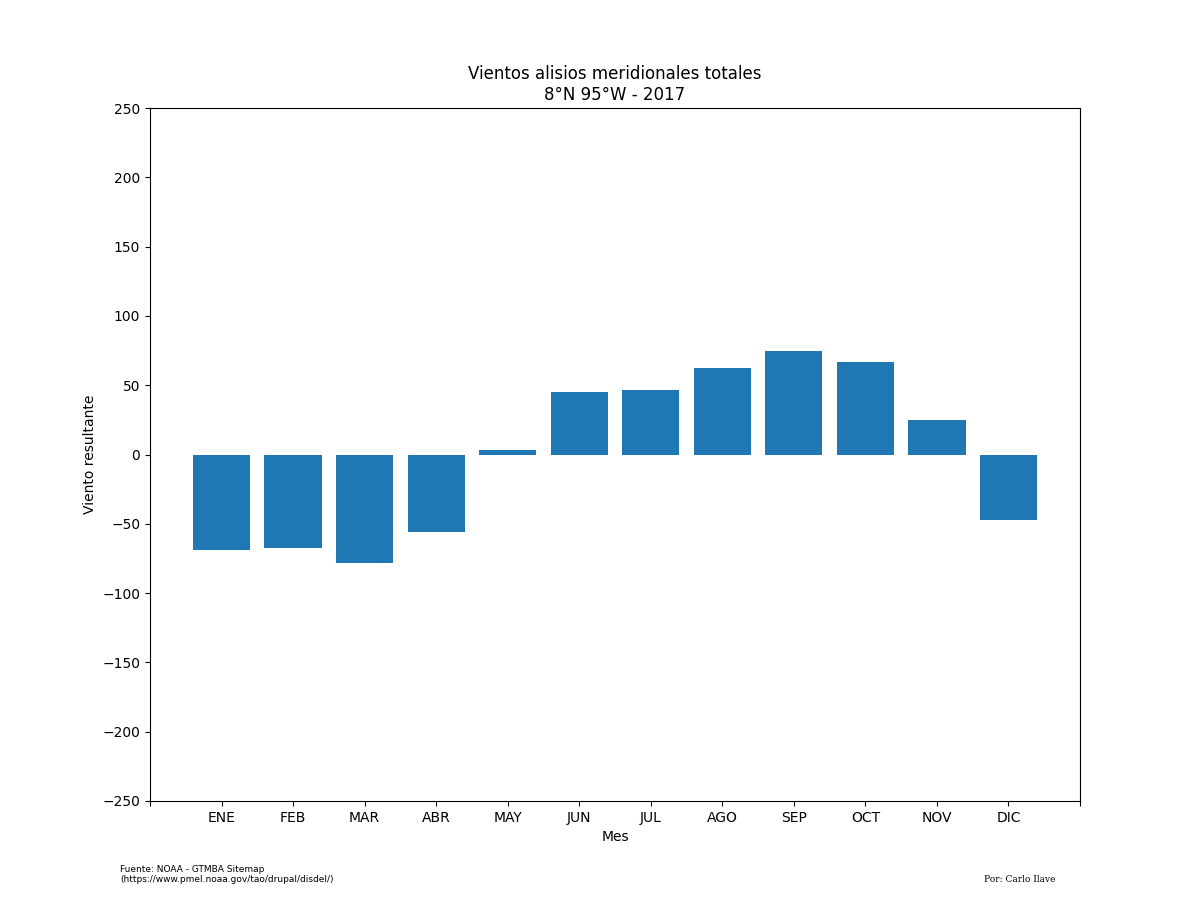 Vientos alisios meridionales totales
8°N 95°W - 2017
250
200
150
100
50
0
−50
−100
−150
−200
−250
Viento resultante
ENE FEB MAR ABR MAY JUN JUL AGO SEP OCT NOV DIC
Mes
Fuente: NOAA - GTMBA Sitemap
(https://www.pmel.noaa.gov/tao/drupal/disdel/)
Por: Carlo Ilave